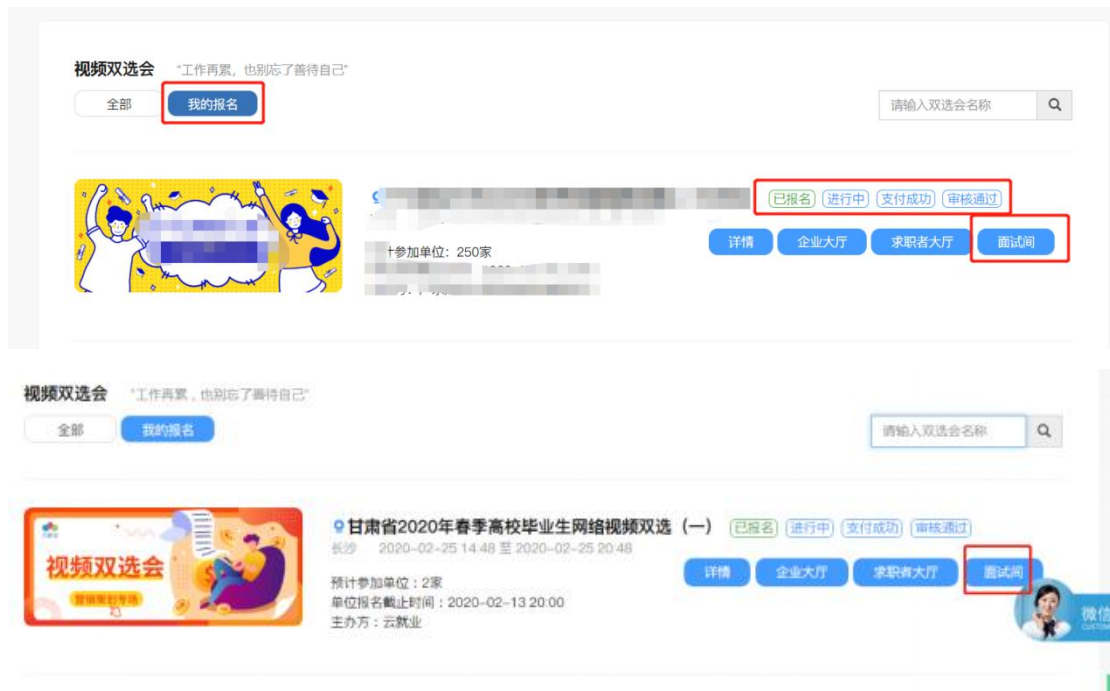 视频双选会 "工作再累，也别忘了善待自己"
全部 我的报名 请输入双选会名称
已报名 进行中 支付成功 审核通过
详情 企业大厅 求职者大厅 面试间
计参加单位：250家
视频双选会 "工作再累，也别忘了善待自己"
全部 我的报名 请输入双选会名称
甘肃省2020年春季高校毕业生网络视频双选（一） 已报名 进行中 支付成功 审核通过
长沙 2020-02-25 14:48 至 2020-02-25 20:48
详情 企业大厅 求职者大厅 面试间
视频双选会
营销策划专场
预计参加单位：2家
单位报名截止时间：2020-02-13 20:00
主办方：云就业
微信